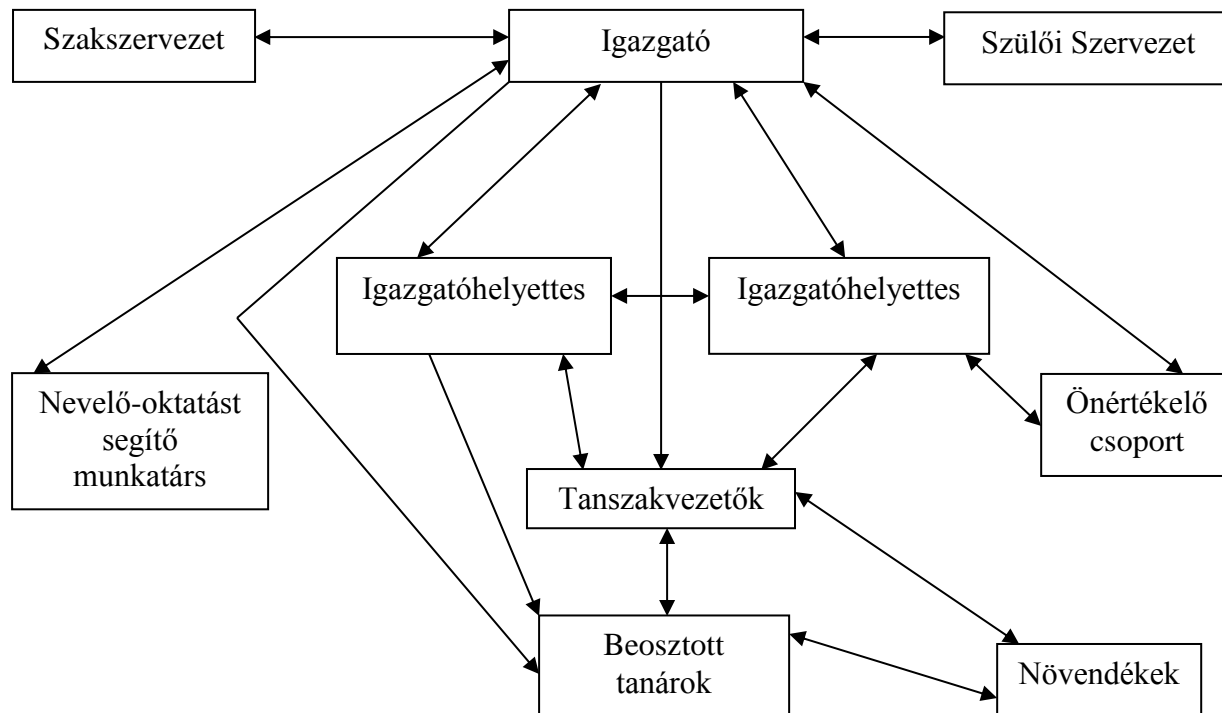 Szakszervezet
Igazgató
Szülői Szervezet
Igazgatóhelyettes
Igazgatóhelyettes
Nevelő-oktatást
segítő
munkatárs
Önértékelő
csoport
Tanszakvezetők
Beosztott
tanárok
Növendékek